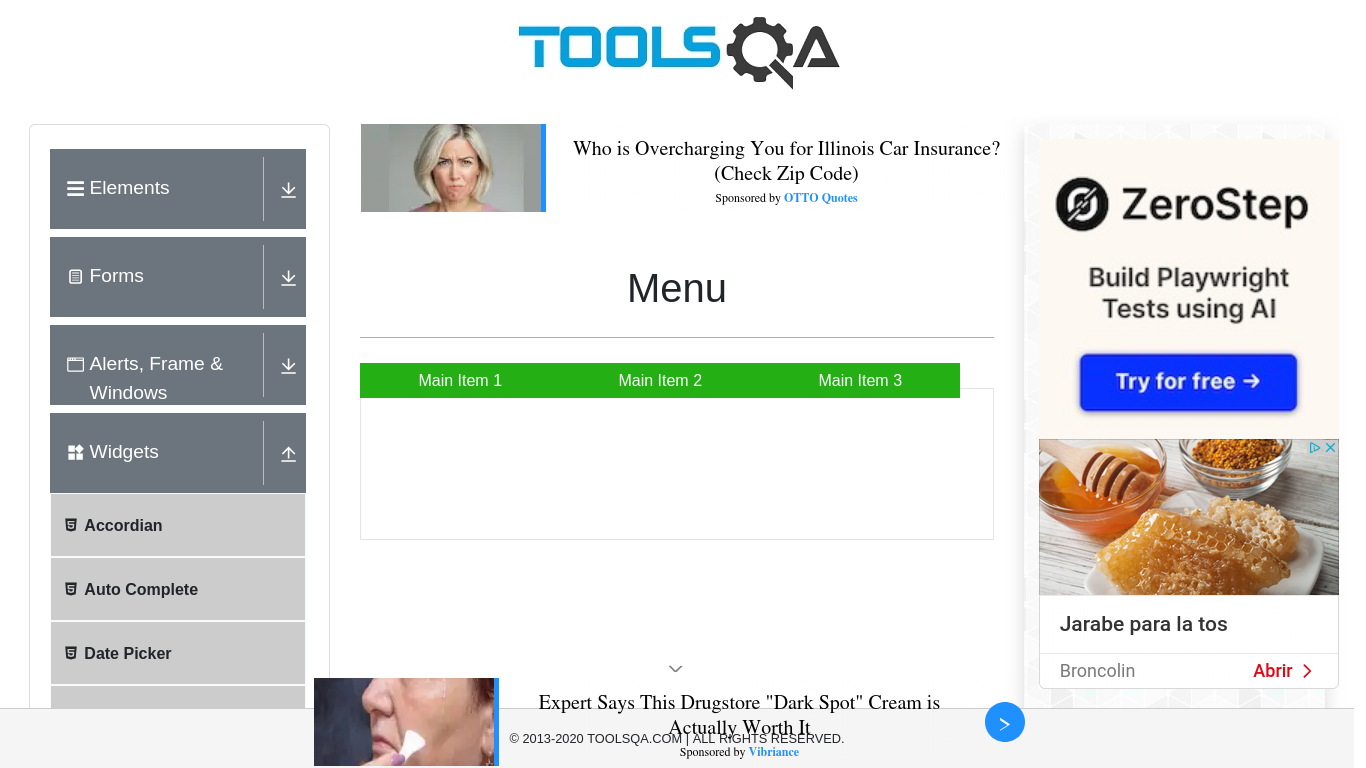 TOOLSQA
Elements
Forms
Alerts, Frame &
Windows
Widgets
Accordian
Auto Complete
Date Picker
Who is Overcharging You for Illinois Car Insurance?
(Check Zip Code)
Sponsored by OTTO Quotes
Menu
Main Item 1
Main Item 2
Main Item 3
ZeroStep
Build Playwright
Tests using AI
Try for free →
Jarabe para la tos
Broncolin
Abrir
Expert Says This Drugstore "Dark Spot" Cream is
Actually Worth It
© 2013-2020 TOOLSQA.COM | ALL RIGHTS RESERVED.
Sponsored by Vibriance